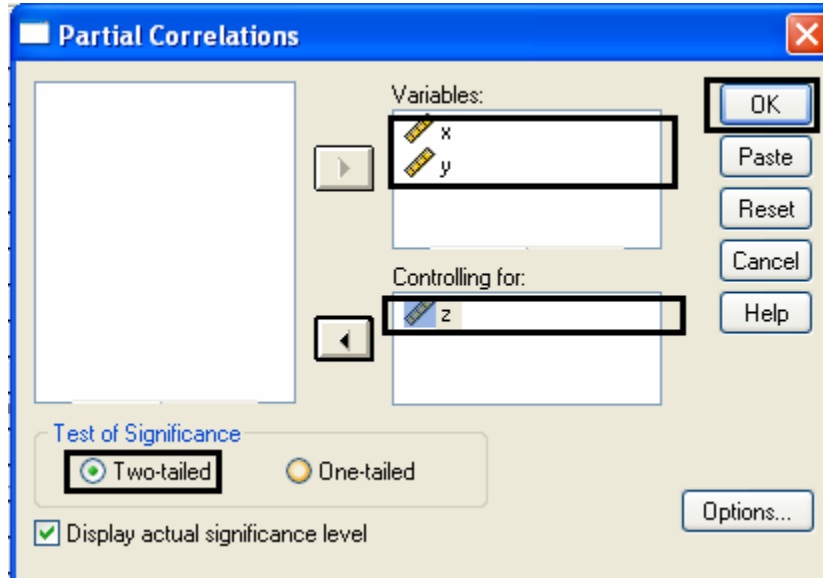 Partial Correlations
Variables:
x
y
OK
Paste
Reset
Cancel
Help
Controlling for:
z
Test of Significance
Two-tailed
One-tailed
Display actual significance level
Options...